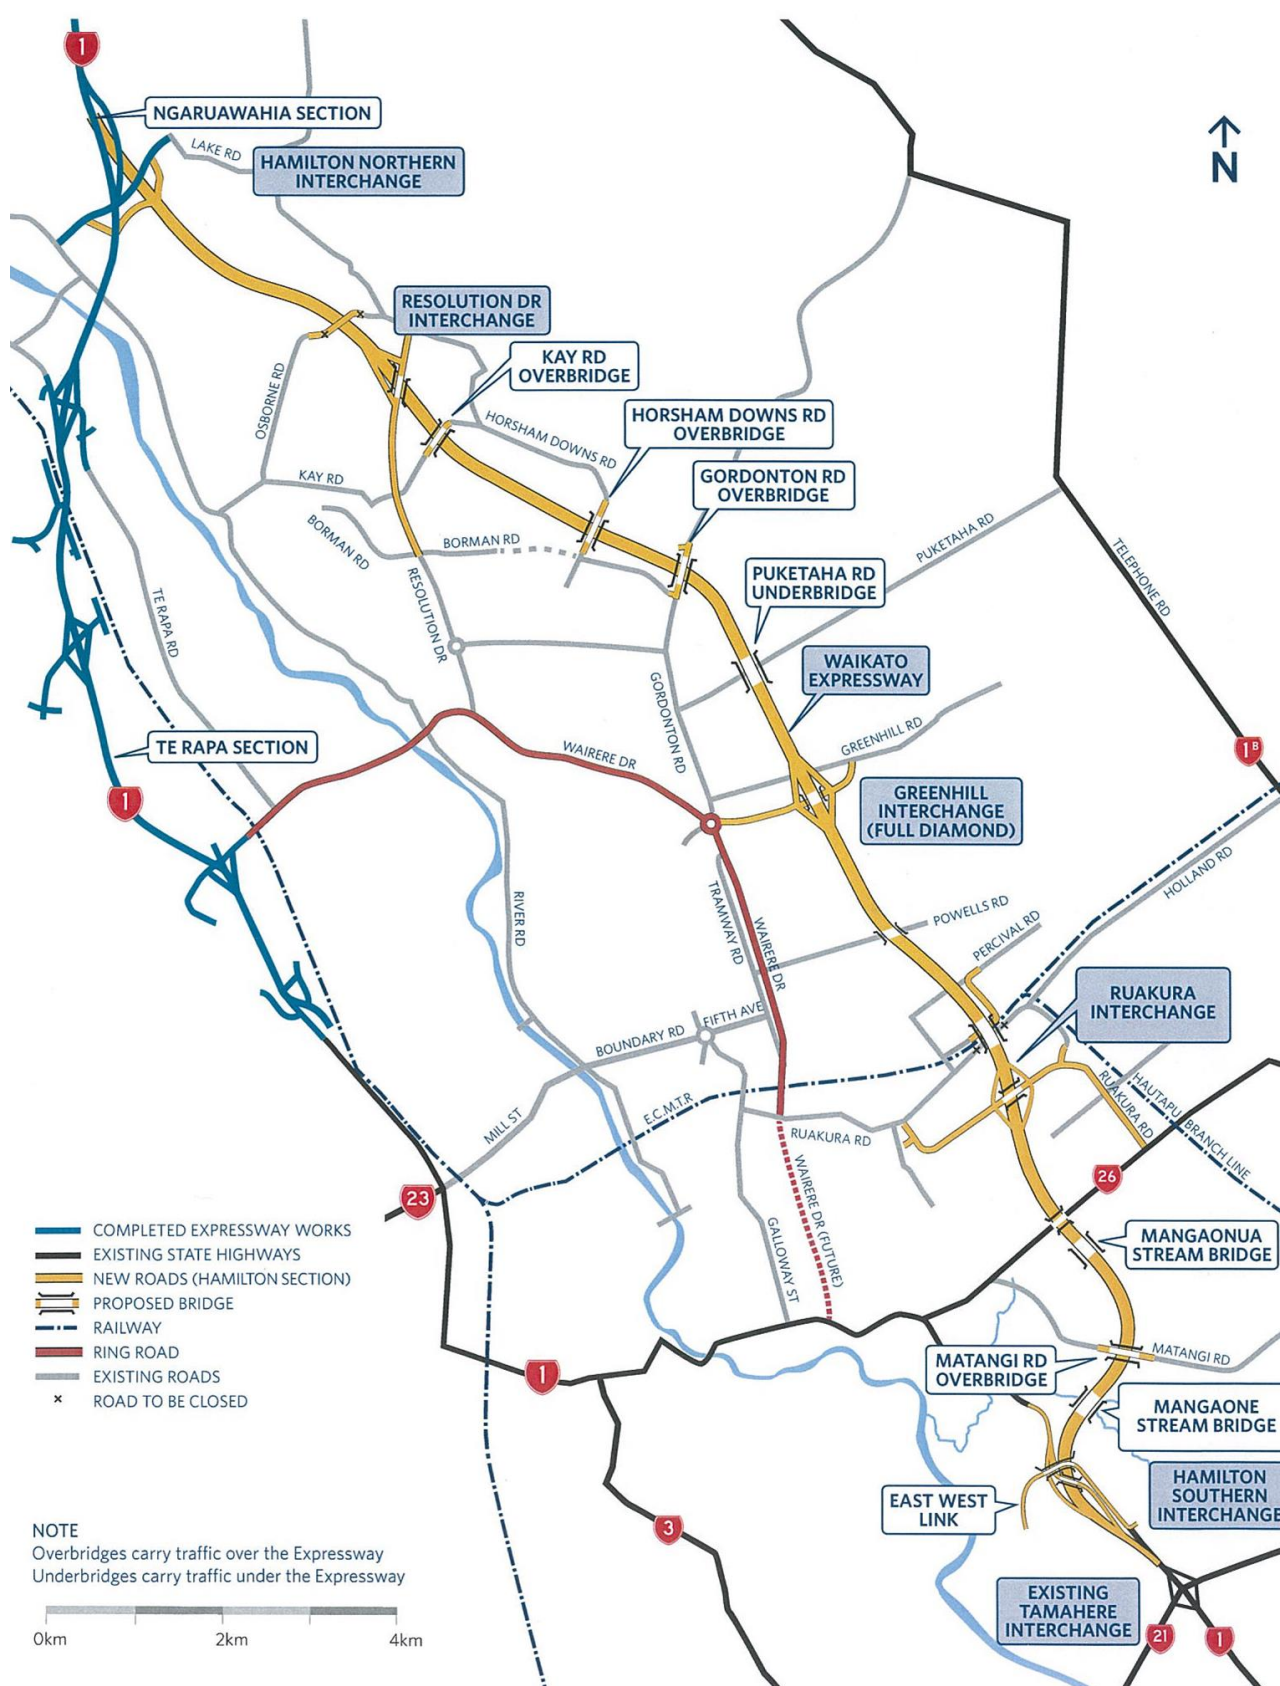 1
NGARUAWAHIA SECTION
LAKE RD
HAMILTON NORTHERN
INTERCHANGE
N
RESOLUTION DR
INTERCHANGE
KAY RD
OVERBRIDGE
OSBORNE RD
HORSHAM DOWNS RD
HORSHAM DOWNS RD
OVERBRIDGE
GORDONTON RD
OVERBRIDGE
KAY RD
BORMAN RD
BORMAN RD
PUKETAHA RD
TELEPHONE RD
PUKETAHA RD
UNDERBRIDGE
RESOLUTION DR
TE RAPA RD
WAIKATO
EXPRESSWAY
GORDONTON RD
TE RAPA SECTION
WAIRERE DR
GREENHILL RD
1B
1
GREENHILL
INTERCHANGE
(FULL DIAMOND)
HOLLAND RD
RIVER RD
TRAMWAY RD
WAIRERE DR
POWELLS RD
PERCIVAL RD
RUAKURA
INTERCHANGE
BOUNDARY RD
FIFTH AVE
MILL ST
E.C.M.T.R
RUAKURA RD
RUAKURA RD
HAUTAPU BRANCH LINE
23
26
WAIRERE DR (FUTURE)
GALLOWAY ST
MANGAONUA
STREAM BRIDGE
COMPLETED EXPRESSWAY WORKS
EXISTING STATE HIGHWAYS
NEW ROADS (HAMILTON SECTION)
PROPOSED BRIDGE
RAILWAY
RING ROAD
EXISTING ROADS
× ROAD TO BE CLOSED
1
MATANGI RD
MATANGI RD
OVERBRIDGE
MANGAONE
STREAM BRIDGE
HAMILTON
SOUTHERN
INTERCHANGE
EAST WEST
LINK
3
NOTE
Overbridges carry traffic over the Expressway
Underbridges carry traffic under the Expressway
0km 2km 4km
EXISTING
TAMAHERE
INTERCHANGE
21
1